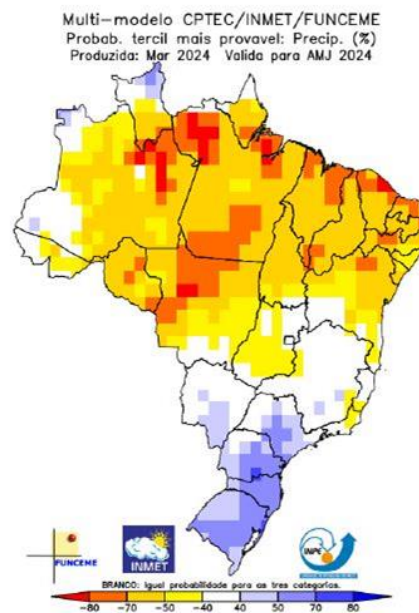 Multi-modelo CPTEC/INMET/FUNCEME
Probab. tercil mais provavel: Precip. (%)
Produzida: Mar 2024 Valida para AMJ 2024
FUNCEME
INMET
INPE
BRANCO: Igual probabilidade para as tres categorias.
-80 -70 -50 -40 40 50 70 80